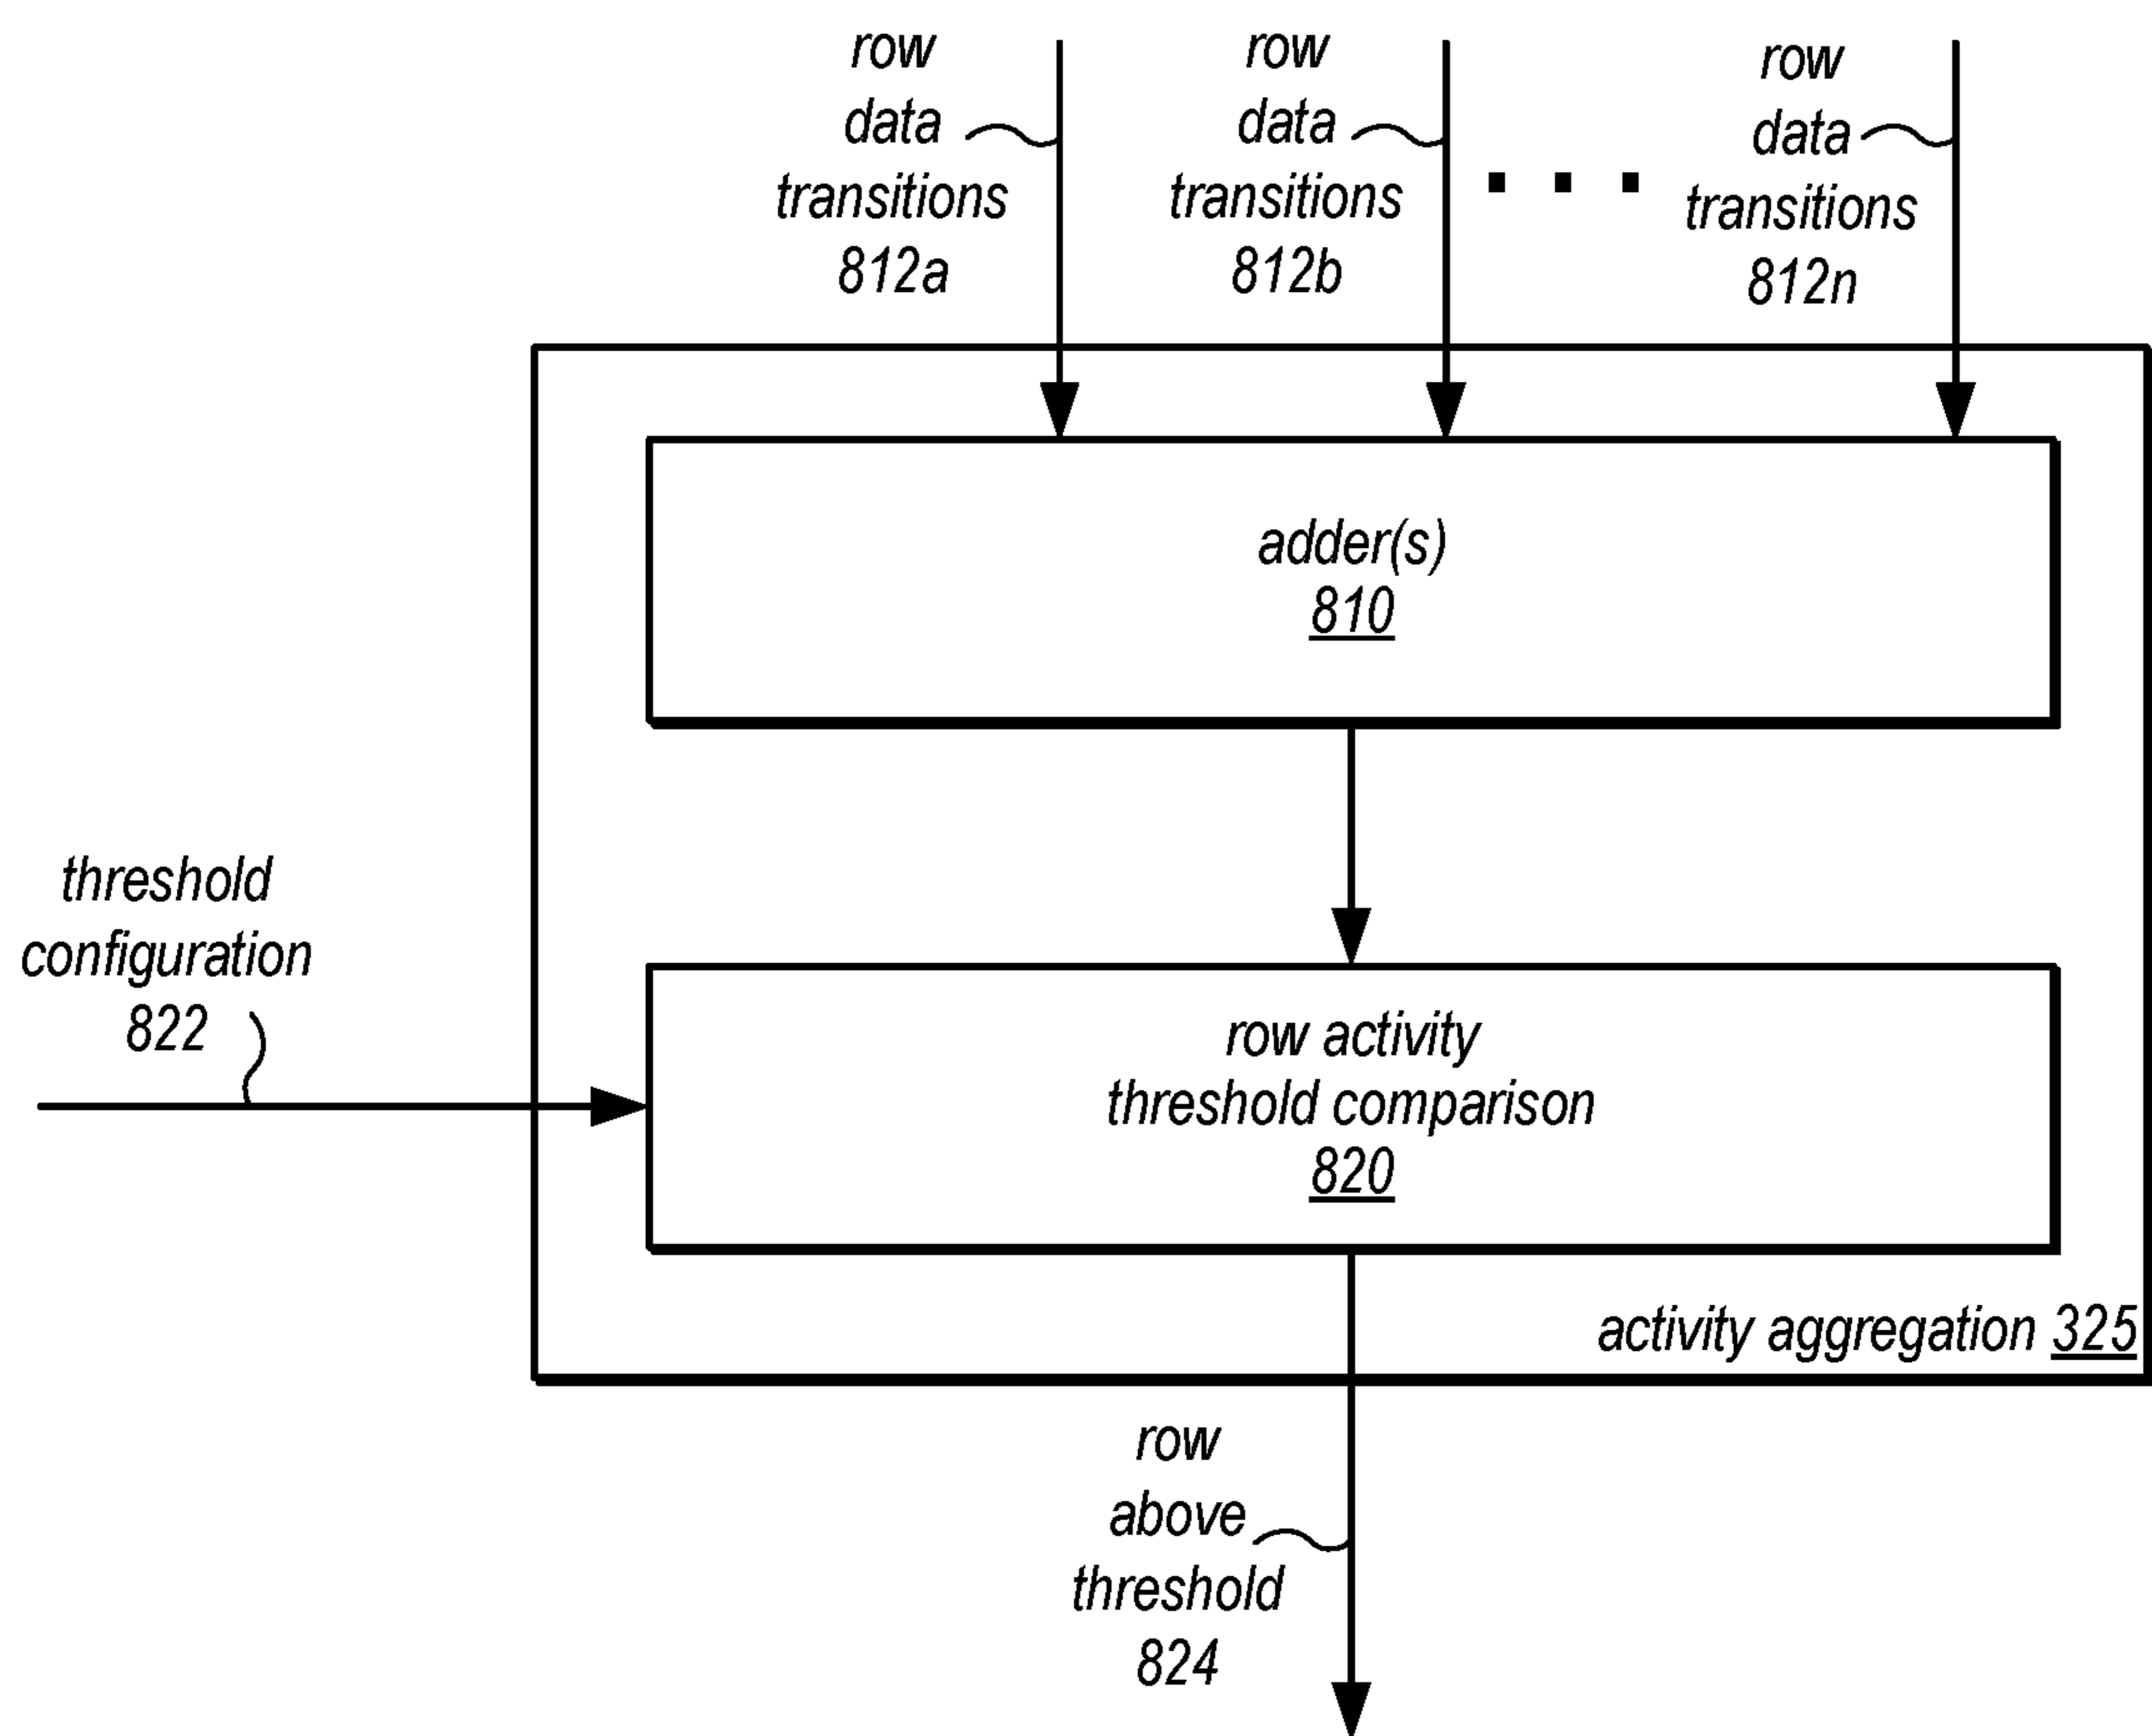 row
data
transitions
812a
row
data
transitions
812b
row
data
transitions
812n
adder(s)
810
threshold
configuration
822
row activity
threshold comparison
820
activity aggregation 325
row
above
threshold
824